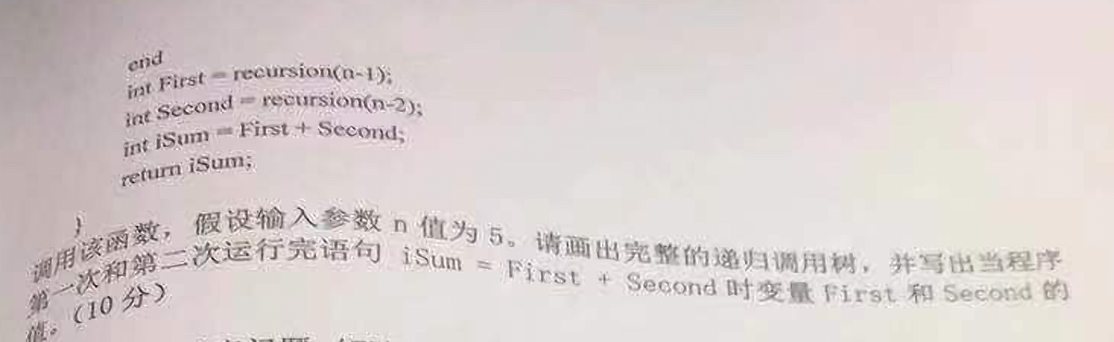 end
int First = recursion(n-1);
int Second = recursion(n-2);
int iSum = First + Second;
return iSum;
}
调用该函数，假设输入参数 n 值为 5。请画出完整的递归调用树，并写出当程序
第一次和第二次运行完语句 iSum = First + Second 时变量 First 和 Second 的
值。(10 分)